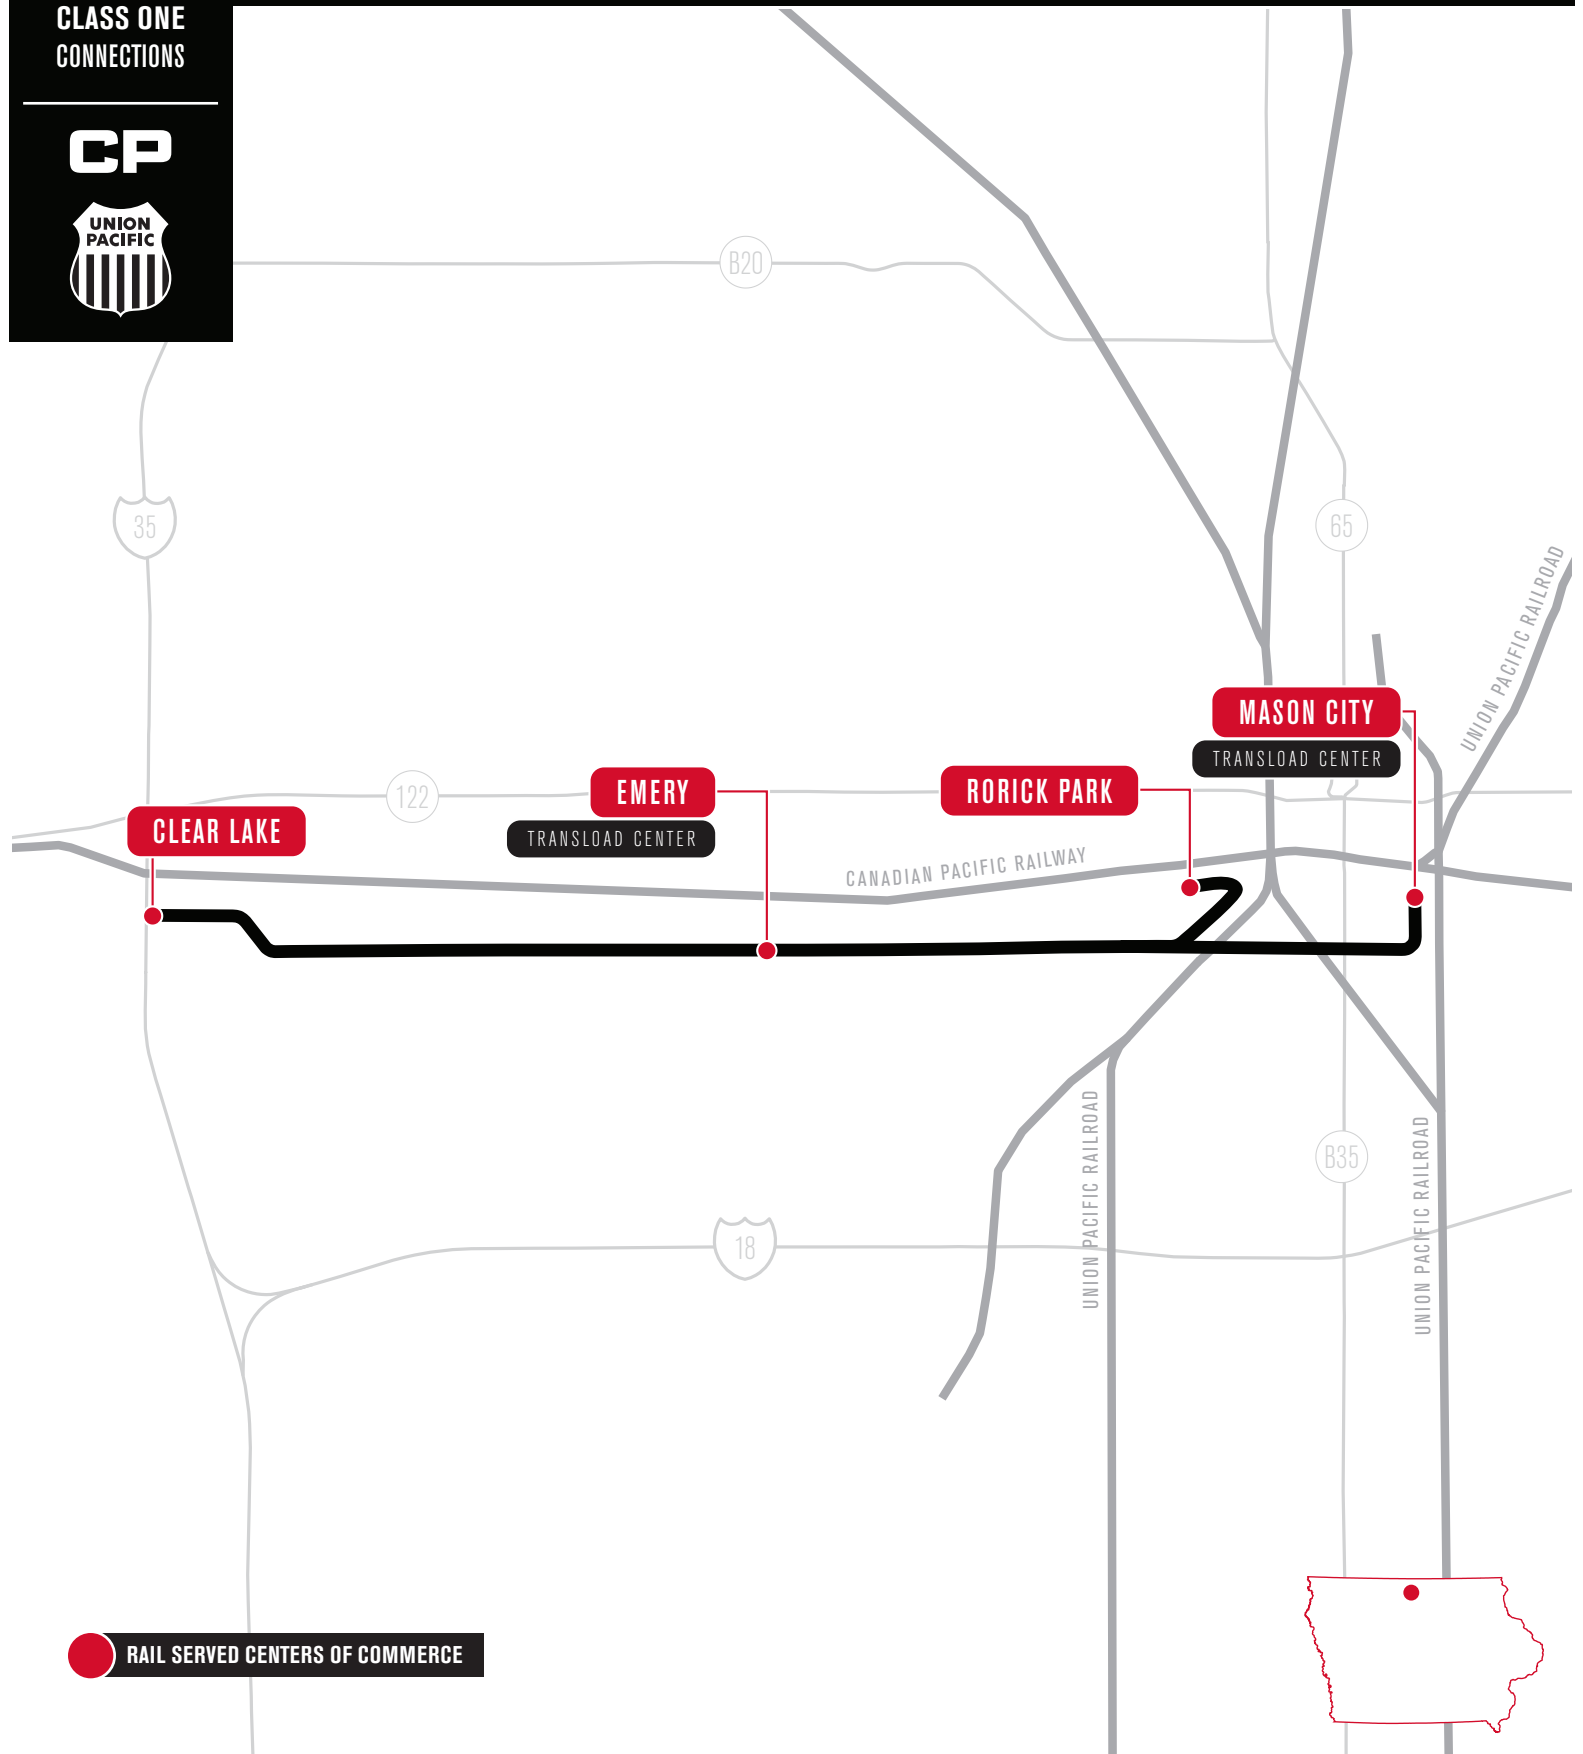 CLASS ONE
CONNECTIONS
CP
UNION
PACIFIC
B20
35
65
UNION PACIFIC RAILROAD
MASON CITY
TRANSLOAD CENTER
122
EMERY
TRANSLOAD CENTER
RORICK PARK
CLEAR LAKE
CANADIAN PACIFIC RAILWAY
UNION PACIFIC RAILROAD
UNION PACIFIC RAILROAD
B35
18
RAIL SERVED CENTERS OF COMMERCE